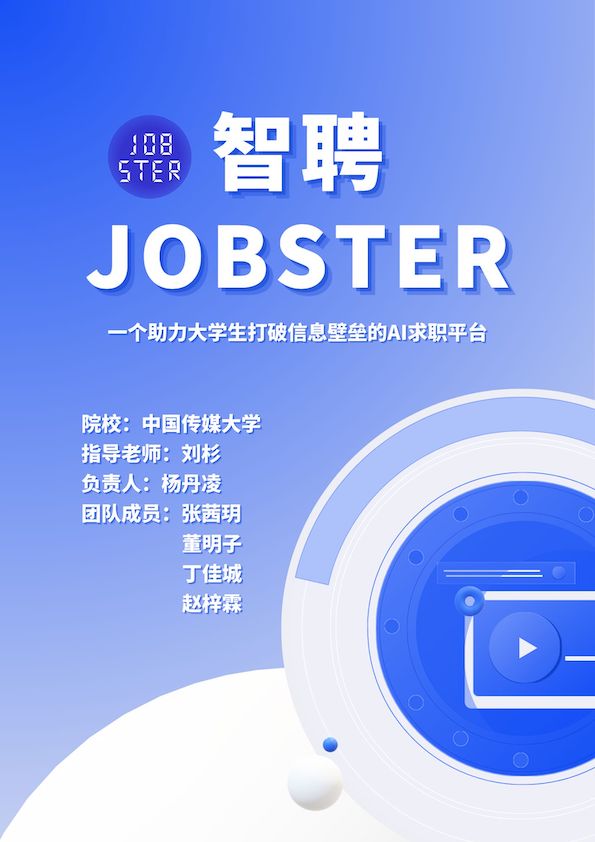 JOB
STER
智聘
JOBSTER
一个助力大学生打破信息壁垒的AI求职平台
院校：中国传媒大学
指导老师：刘杉
负责人：杨丹凌
团队成员：张茜玥
董明子
丁佳城
赵梓霖